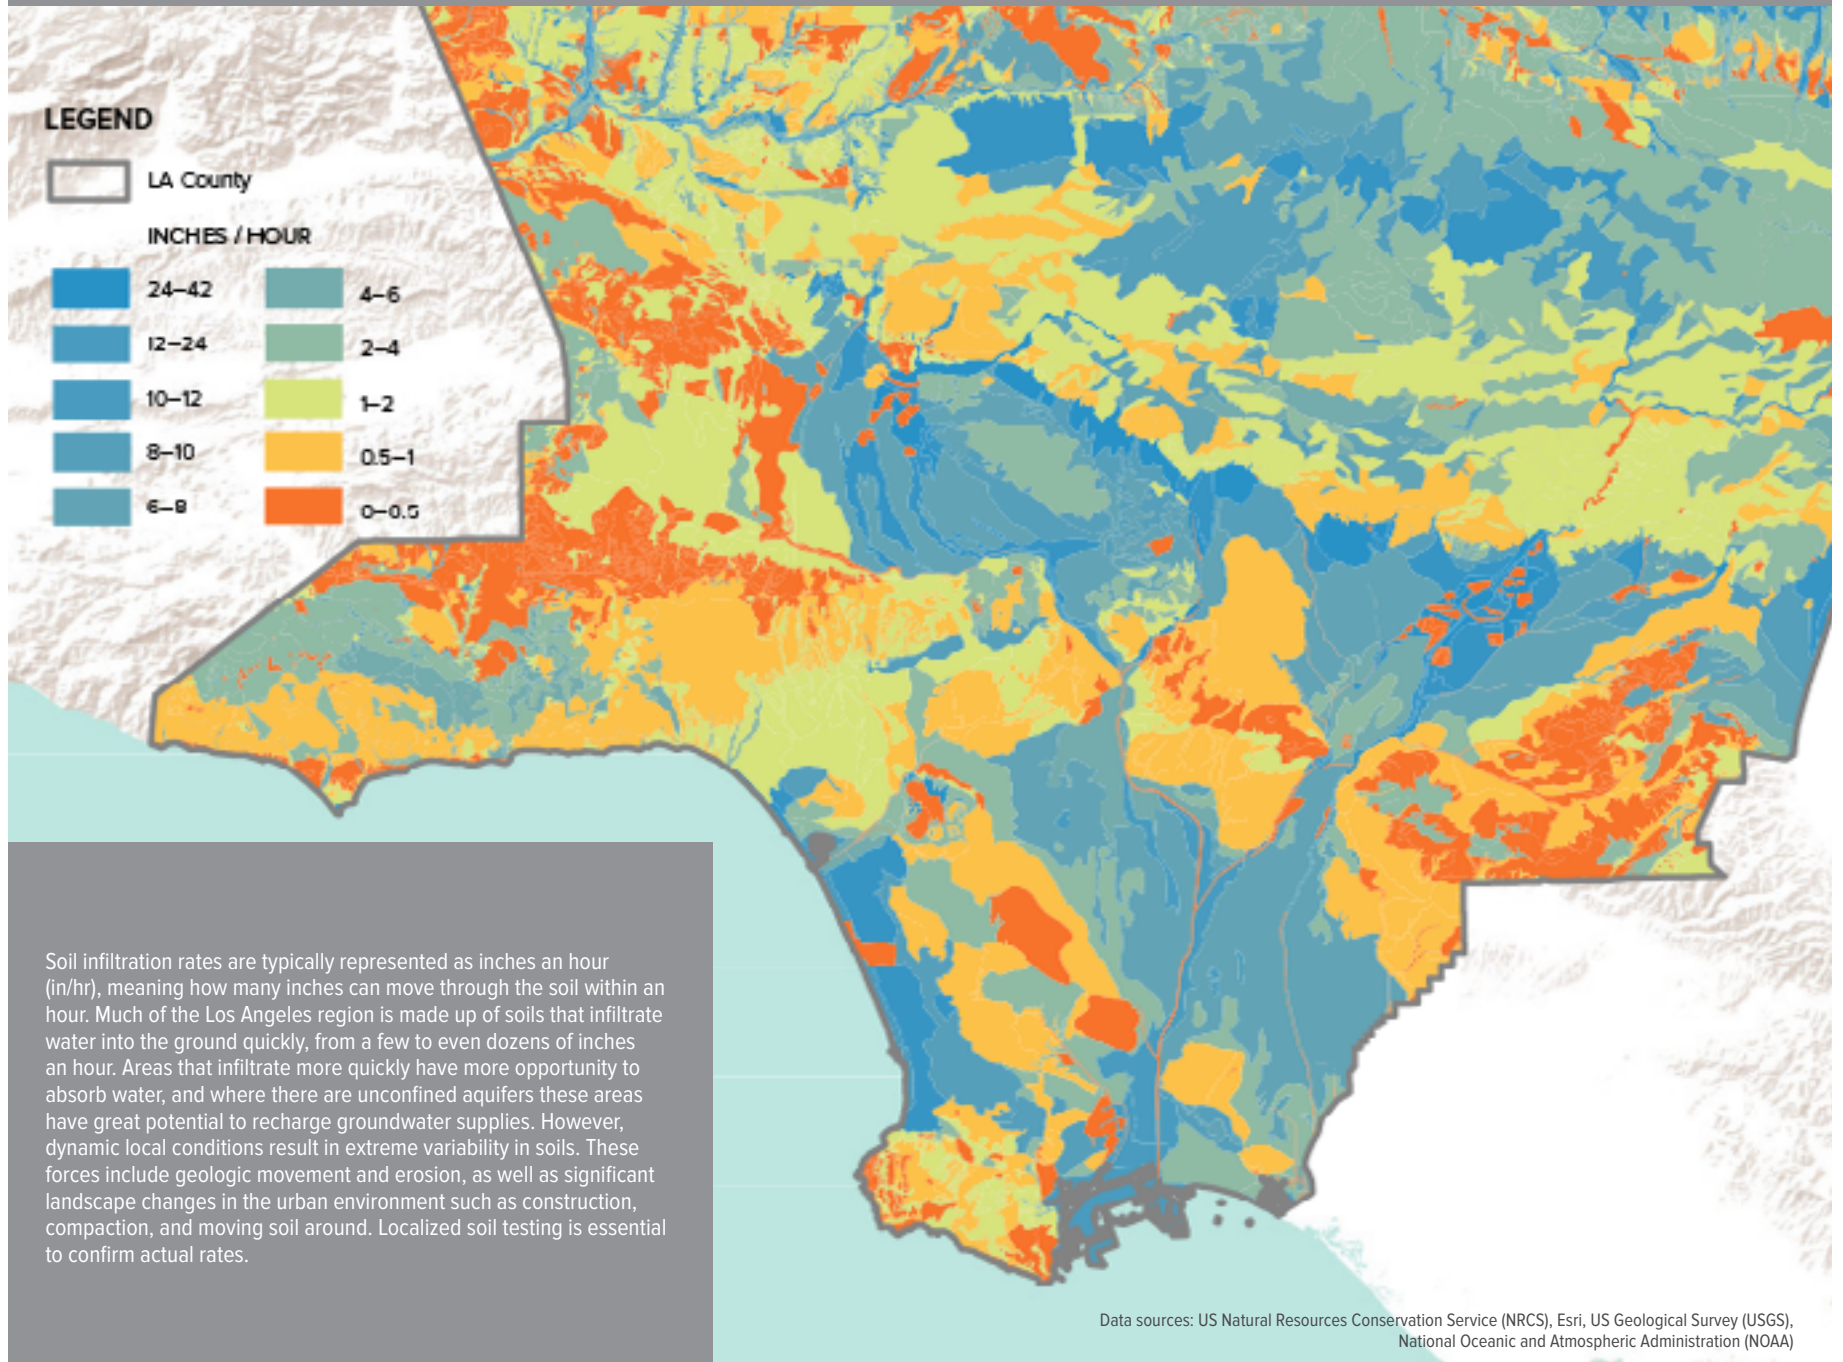 LEGEND
LA County
INCHES / HOUR
24–42
12–24
10–12
8–10
6–8
4–6
2–4
1–2
0.5–1
0–0.5
Soil infiltration rates are typically represented as inches an hour
(in/hr), meaning how many inches can move through the soil within an
hour. Much of the Los Angeles region is made up of soils that infiltrate
water into the ground quickly, from a few to even dozens of inches
an hour. Areas that infiltrate more quickly have more opportunity to
absorb water, and where there are unconfined aquifers these areas
have great potential to recharge groundwater supplies. However,
dynamic local conditions result in extreme variability in soils. These
forces include geologic movement and erosion, as well as significant
landscape changes in the urban environment such as construction,
compaction, and moving soil around. Localized soil testing is essential
to confirm actual rates.
Data sources: US Natural Resources Conservation Service (NRCS), Esri, US Geological Survey (USGS),
National Oceanic and Atmospheric Administration (NOAA)